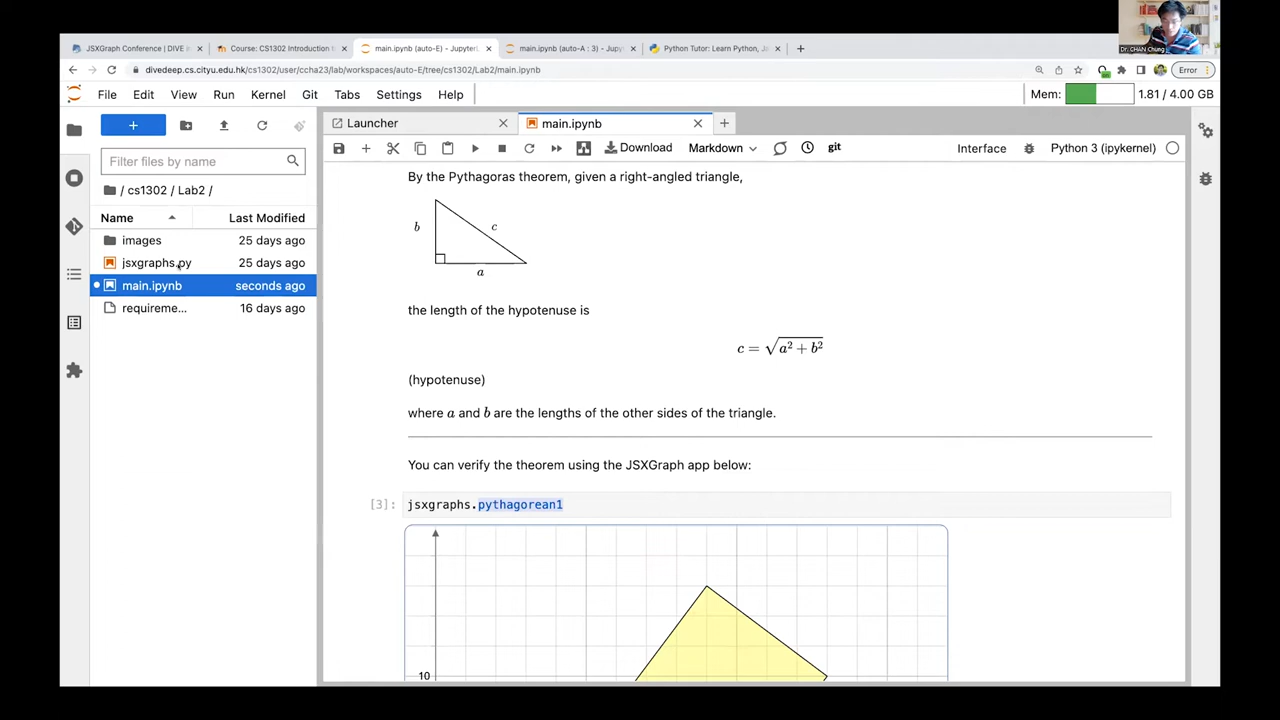 JSXGraph Conference | DIVE in
Course: CS1302 Introduction t
main.ipynb (auto-E) - Jupyter
main.ipynb (auto-A : 3) - Jupyt
Python Tutor: Learn Python, J
Dr. CHAN Chung
divedeep.cs.cityu.edu.hk/cs1302/user/ccha23/lab/workspaces/auto-E/tree/cs1302/Lab2/main.ipynb
Error
File Edit View Run Kernel Git Tabs Settings Help
Mem: 1.81 / 4.00 GB
Launcher
main.ipynb
Filter files by name
Download
Markdown
git
Interface
Python 3 (ipykernel)
/ cs1302 / Lab2 /
Name Last Modified
images 25 days ago
jsxgraphs.py 25 days ago
main.ipynb seconds ago
requireme... 16 days ago
By the Pythagoras theorem, given a right-angled triangle,
b
c
a
the length of the hypotenuse is
c = √a² + b²
(hypotenuse)
where a and b are the lengths of the other sides of the triangle.
You can verify the theorem using the JSXGraph app below:
[3]: jsxgraphs.pythagorean1
10